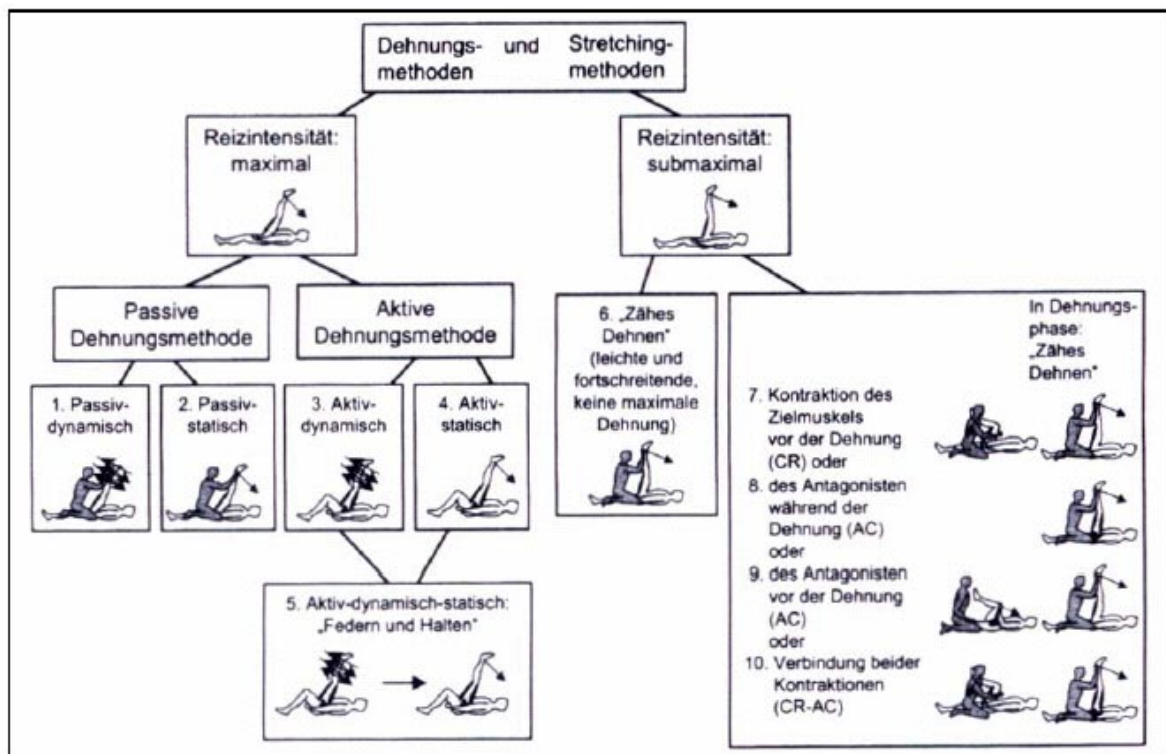 Dehnungs- und Stretching-
methoden methoden
Reizintensität:
maximal
Reizintensität:
submaximal
Passive
Dehnungsmethode
Aktive
Dehnungsmethode
1. Passiv-
dynamisch
2. Passiv-
statisch
3. Aktiv-
dynamisch
4. Aktiv-
statisch
5. Aktiv-dynamisch-statisch:
„Federn und Halten"
6. „Zähes
Dehnen"
(leichte und
fortschreitende,
keine maximale
Dehnung)
In Dehnungs-
phase:
„Zähes
Dehnen"
7. Kontraktion des
Zielmuskels
vor der Dehnung
(CR) oder
8. des Antagonisten
während der
Dehnung (AC)
oder
9. des Antagonisten
vor der Dehnung
(AC)
oder
10. Verbindung beider
Kontraktionen
(CR-AC)